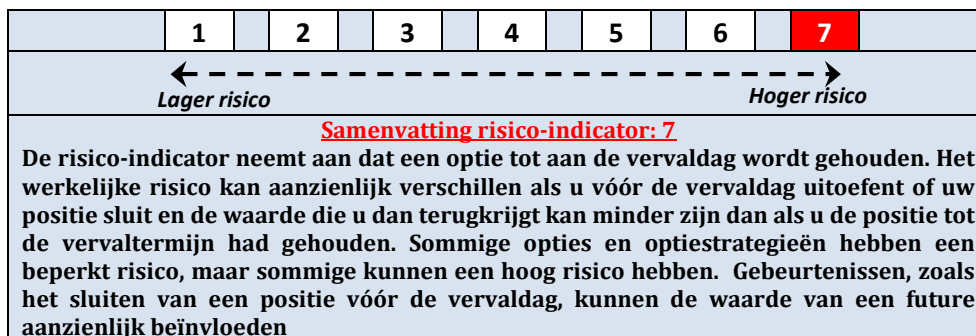 1 2 3 4 5 6 7
Lager risico Hoger risico
Samenvatting risico-indicator: 7
De risico-indicator neemt aan dat een optie tot aan de vervaldag wordt gehouden. Het
werkelijke risico kan aanzienlijk verschillen als u vóór de vervaldag uitoefent of uw
positie sluit en de waarde die u dan terugkrijgt kan minder zijn dan als u de positie tot
de vervaltermijn had gehouden. Sommige opties en optiestrategieën hebben een
beperkt risico, maar sommige kunnen een hoog risico hebben. Gebeurtenissen, zoals
het sluiten van een positie vóór de vervaldag, kunnen de waarde van een future
aanzienlijk beïnvloeden